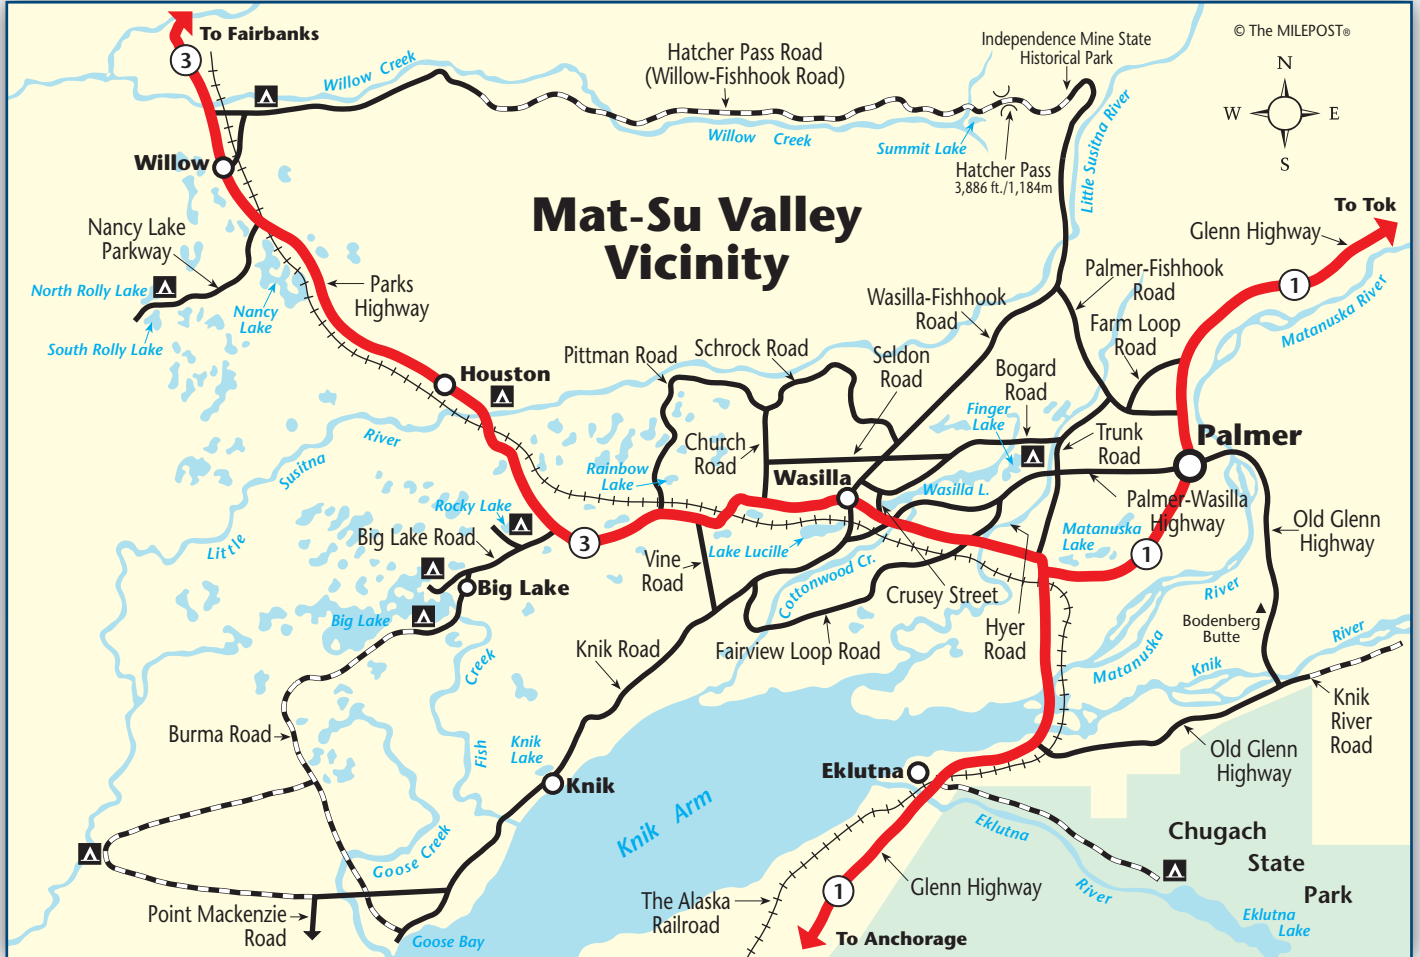 To Fairbanks
3
Willow Creek
Hatcher Pass Road
(Willow-Fishhook Road)
Independence Mine State
Historical Park
© The MILEPOST®
N
W
E
S
Willow Creek
Summit Lake
Hatcher Pass
3,886 ft./1,184m
Little Susitna River
Willow
Mat-Su Valley
Vicinity
To Tok
Glenn Highway
1
Matanuska River
Nancy Lake
Parkway
North Rolly Lake
South Rolly Lake
Nancy
Lake
Parks
Highway
Palmer-Fishhook
Road
Wasilla-Fishhook
Road
Farm Loop
Road
Pittman Road
Schrock Road
Seldon
Road
Bogard
Road
Houston
Finger
Lake
Church
Road
Trunk
Road
Palmer
River
Susitna
Little
Rainbow
Lake
Wasilla
Wasilla L.
Palmer-Wasilla
Highway
Rocky Lake
Big Lake Road
3
Vine
Road
Lake Lucille
Cottonwood Cr.
Matanuska
Lake
1
Old Glenn
Highway
Big Lake
Big Lake
Crusey Street
Hyer
Road
River
Matanuska
Bodenberg
Butte
Knik Road
Fairview Loop Road
Knik
River
Knik
River
Road
Creek
Fish
Burma Road
Knik
Lake
Knik
Eklutna
Old Glenn
Highway
Knik Arm
Goose Creek
Eklutna
River
Chugach
State
Park
The Alaska
Railroad
1
Glenn Highway
Point Mackenzie
Road
Goose Bay
To Anchorage
Eklutna
Lake